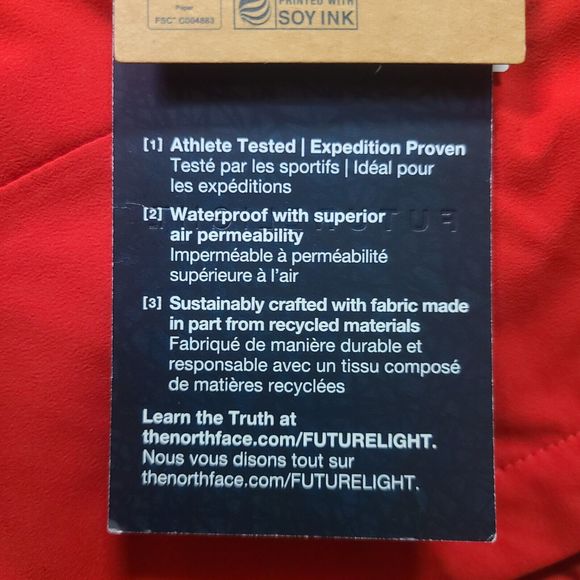 Paper
FSC® C004883
PRINTED WITH
SOY INK
[1] Athlete Tested | Expedition Proven
Testé par les sportifs | Idéal pour
les expéditions
[2] Waterproof with superior
air permeability
Imperméable à perméabilité
supérieure à l'air
[3] Sustainably crafted with fabric made
in part from recycled materials
Fabriqué de manière durable et
responsable avec un tissu composé
de matières recyclées
Learn the Truth at
thenorthface.com/FUTURELIGHT.
Nous vous disons tout sur
thenorthface.com/FUTURELIGHT.